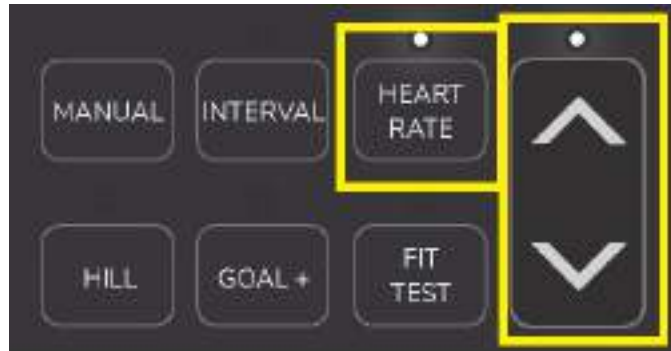 MANUAL
INTERVAL
HEART
RATE
HILL
GOAL +
FIT
TEST